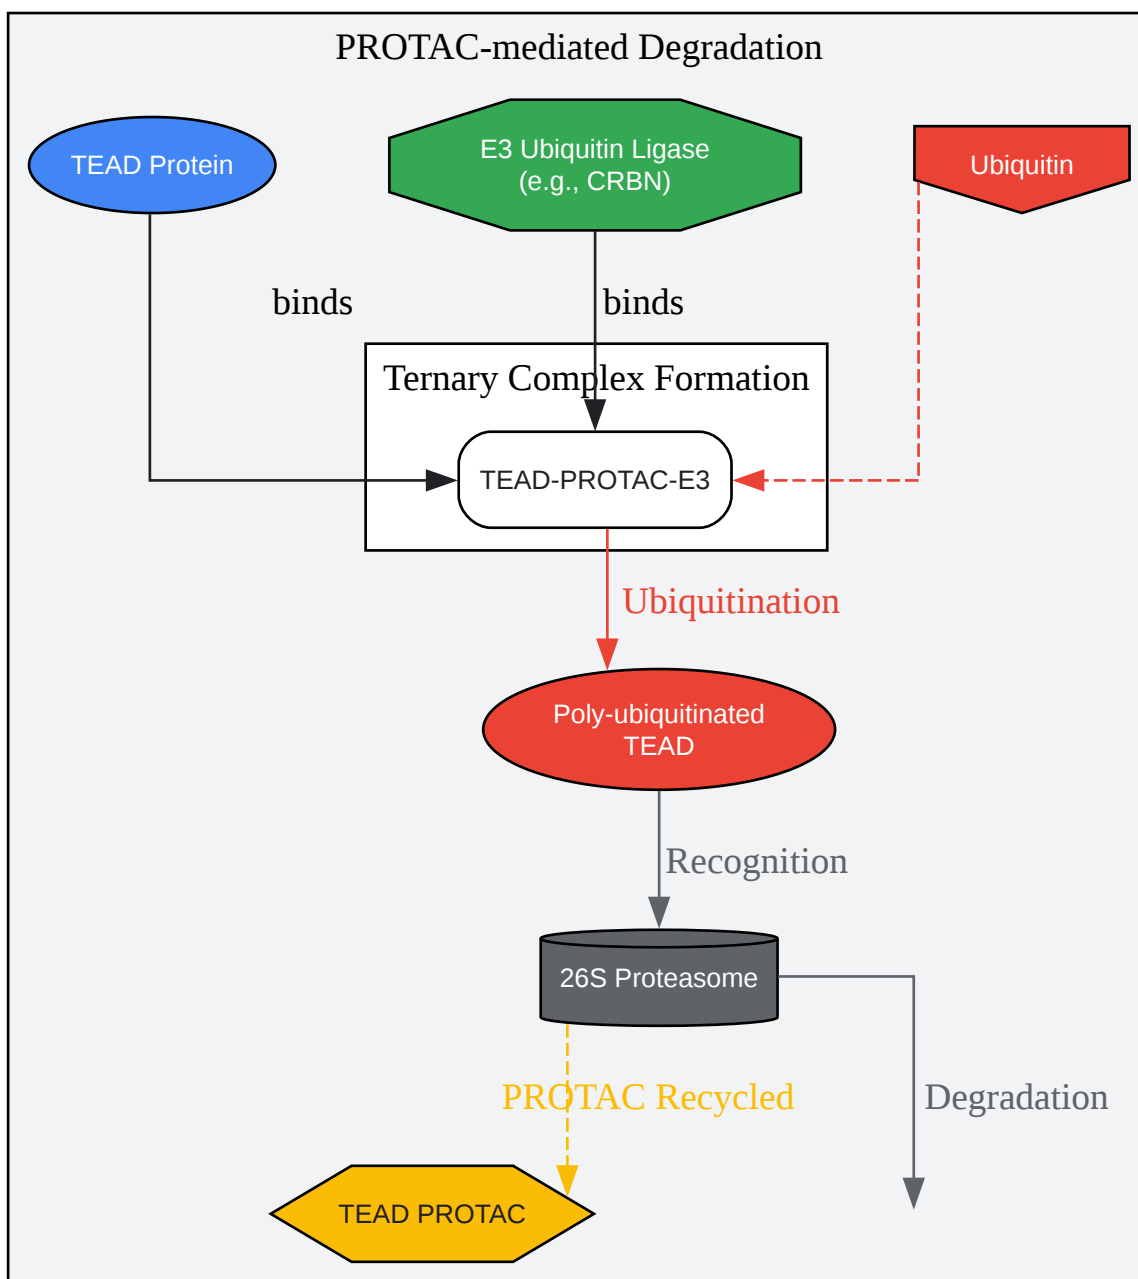 PROTAC-mediated Degradation
TEAD Protein
E3 Ubiquitin Ligase
(e.g., CRBN)
Ubiquitin
binds
binds
Ternary Complex Formation
TEAD-PROTAC-E3
Ubiquitination
Poly-ubiquitinated
TEAD
Recognition
26S Proteasome
PROTAC Recycled
Degradation
TEAD PROTAC